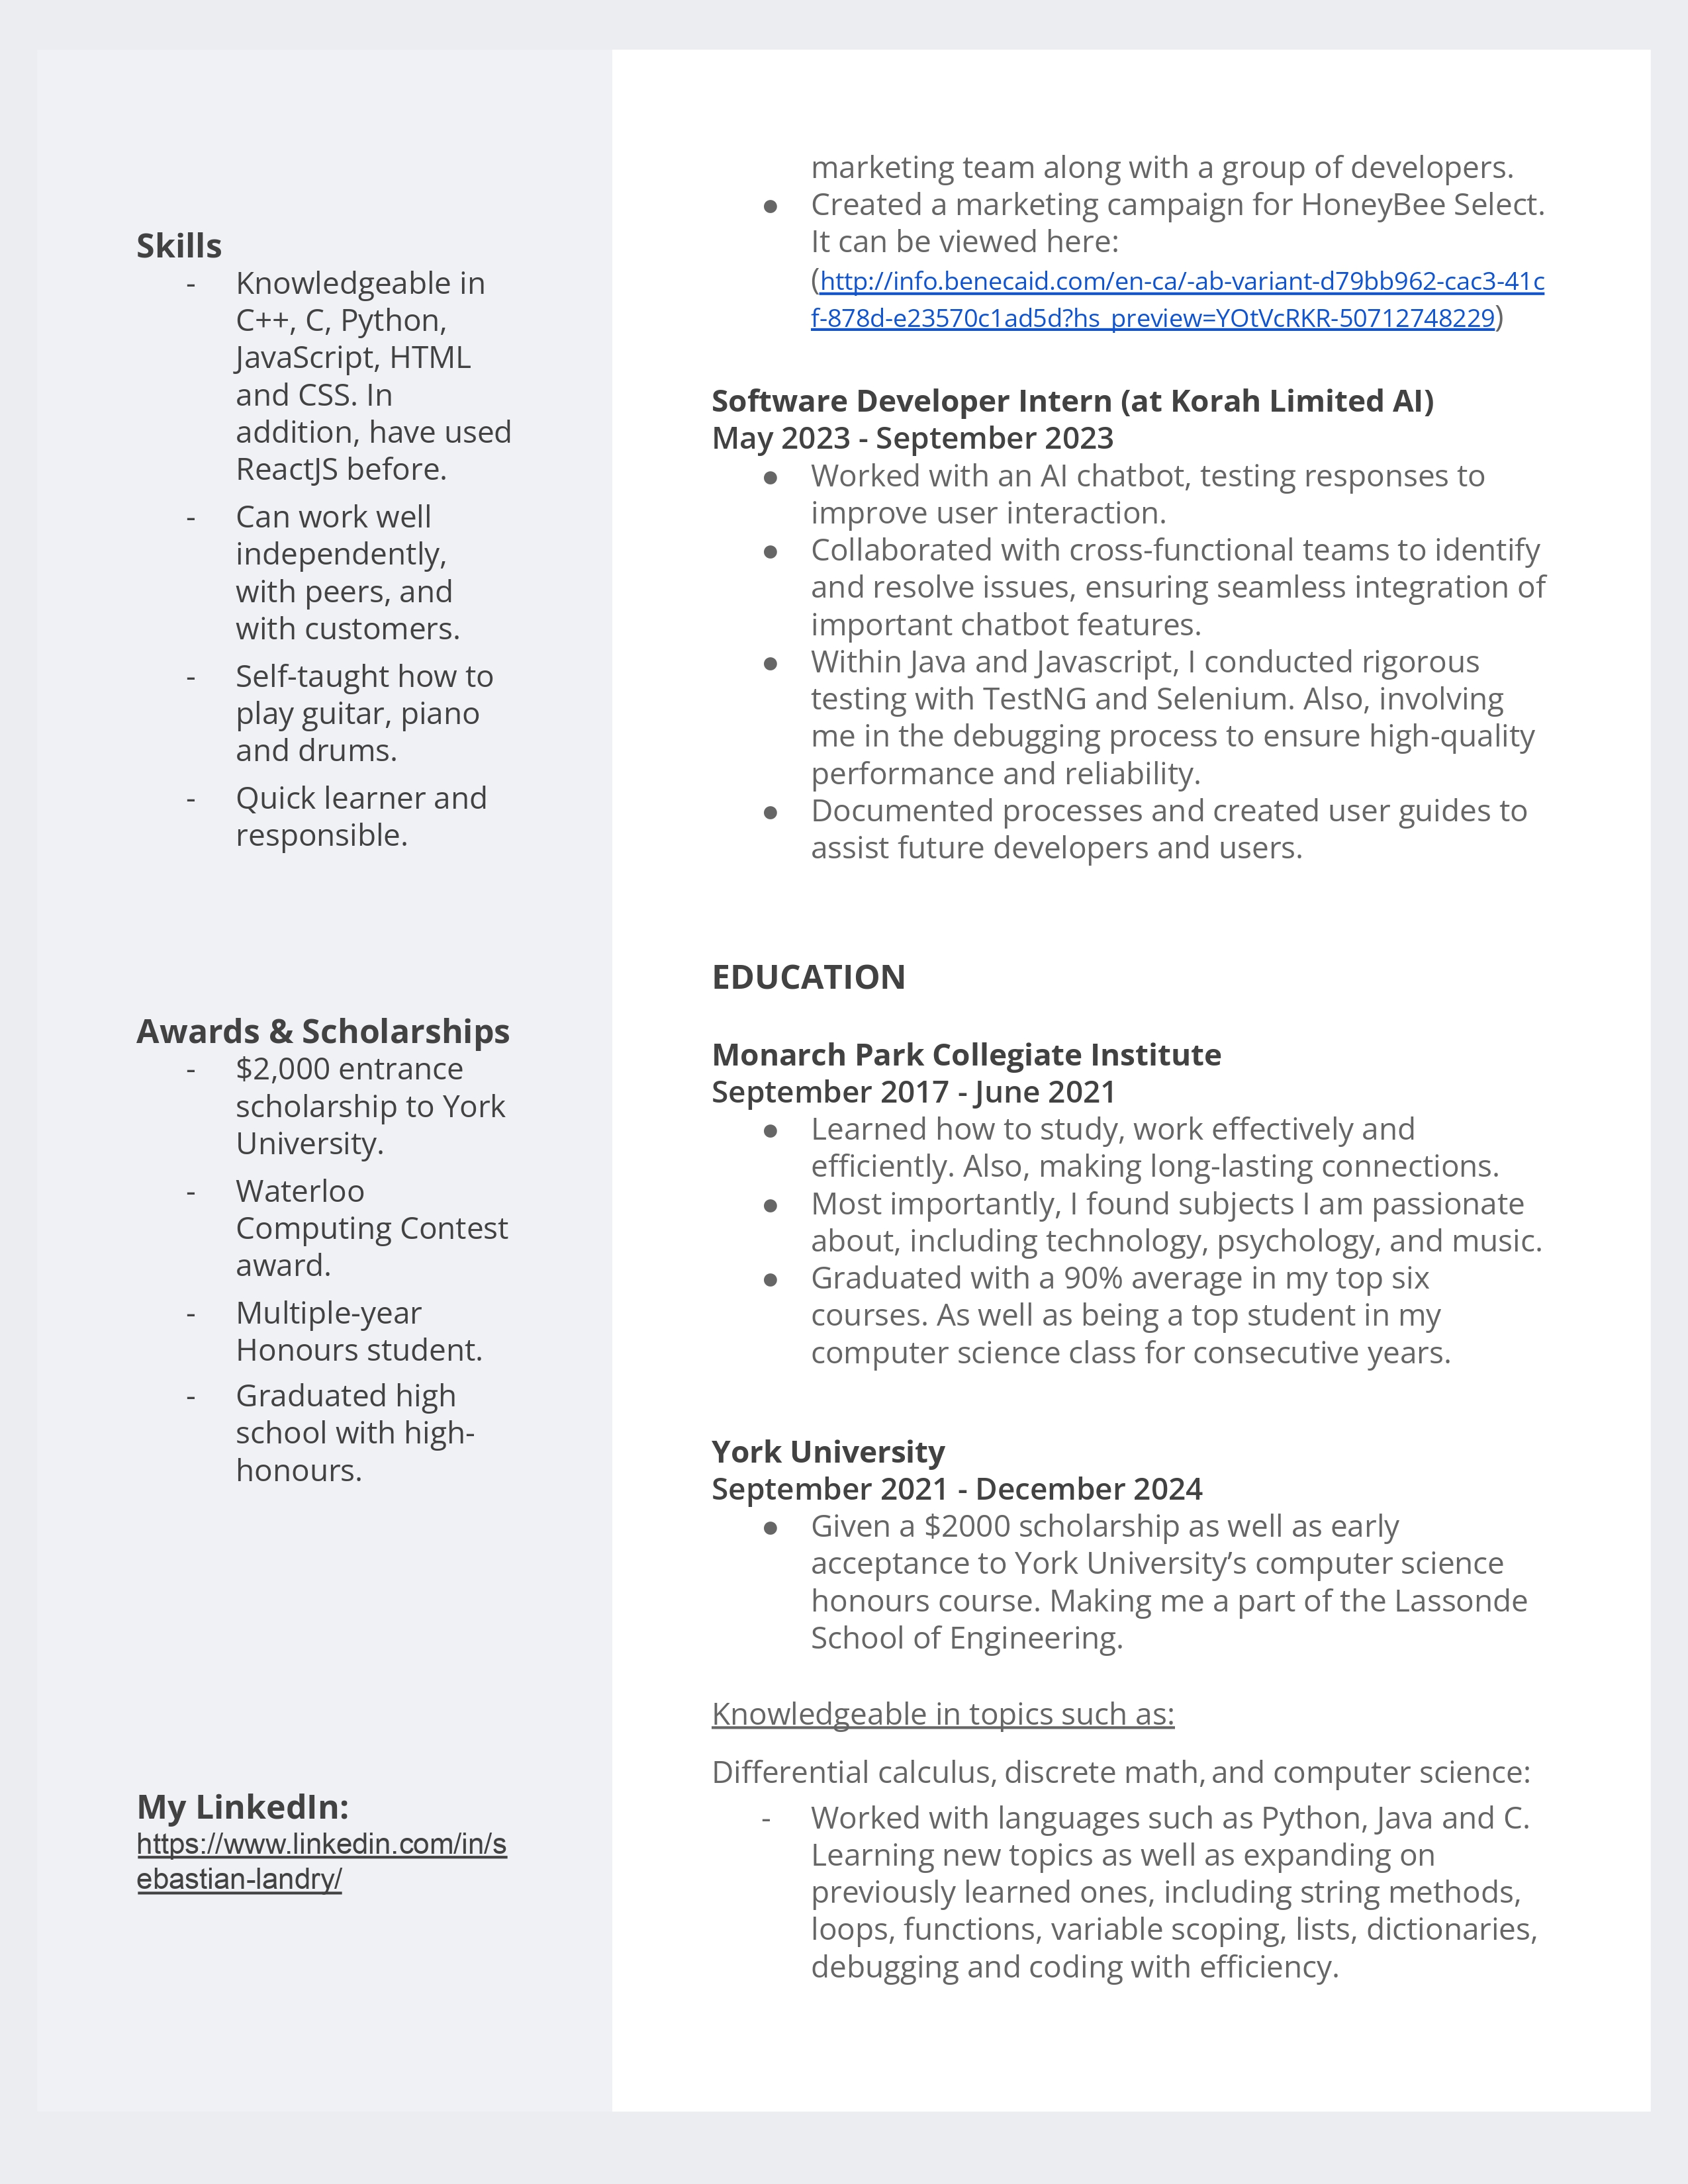 Skills
- Knowledgeable in
C++, C, Python,
JavaScript, HTML
and CSS. In
addition, have used
ReactJS before.
- Can work well
independently,
with peers, and
with customers.
- Self-taught how to
play guitar, piano
and drums.
- Quick learner and
responsible.
Awards & Scholarships
- $2,000 entrance
scholarship to York
University.
- Waterloo
Computing Contest
award.
- Multiple-year
Honours student.
- Graduated high
school with high-
honours.
My LinkedIn:
https://www.linkedin.com/in/s
ebastian-landry/
marketing team along with a group of developers.
● Created a marketing campaign for HoneyBee Select.
It can be viewed here:
(http://info.benecaid.com/en-ca/-ab-variant-d79bb962-cac3-41c
f-878d-e23570c1ad5d?hs_preview=YOtVcRKR-50712748229)
Software Developer Intern (at Korah Limited AI)
May 2023 - September 2023
● Worked with an AI chatbot, testing responses to
improve user interaction.
● Collaborated with cross-functional teams to identify
and resolve issues, ensuring seamless integration of
important chatbot features.
● Within Java and Javascript, I conducted rigorous
testing with TestNG and Selenium. Also, involving
me in the debugging process to ensure high-quality
performance and reliability.
● Documented processes and created user guides to
assist future developers and users.
EDUCATION
Monarch Park Collegiate Institute
September 2017 - June 2021
● Learned how to study, work effectively and
efficiently. Also, making long-lasting connections.
● Most importantly, I found subjects I am passionate
about, including technology, psychology, and music.
● Graduated with a 90% average in my top six
courses. As well as being a top student in my
computer science class for consecutive years.
York University
September 2021 - December 2024
● Given a $2000 scholarship as well as early
acceptance to York University’s computer science
honours course. Making me a part of the Lassonde
School of Engineering.
Knowledgeable in topics such as:
Differential calculus, discrete math, and computer science:
- Worked with languages such as Python, Java and C.
Learning new topics as well as expanding on
previously learned ones, including string methods,
loops, functions, variable scoping, lists, dictionaries,
debugging and coding with efficiency.